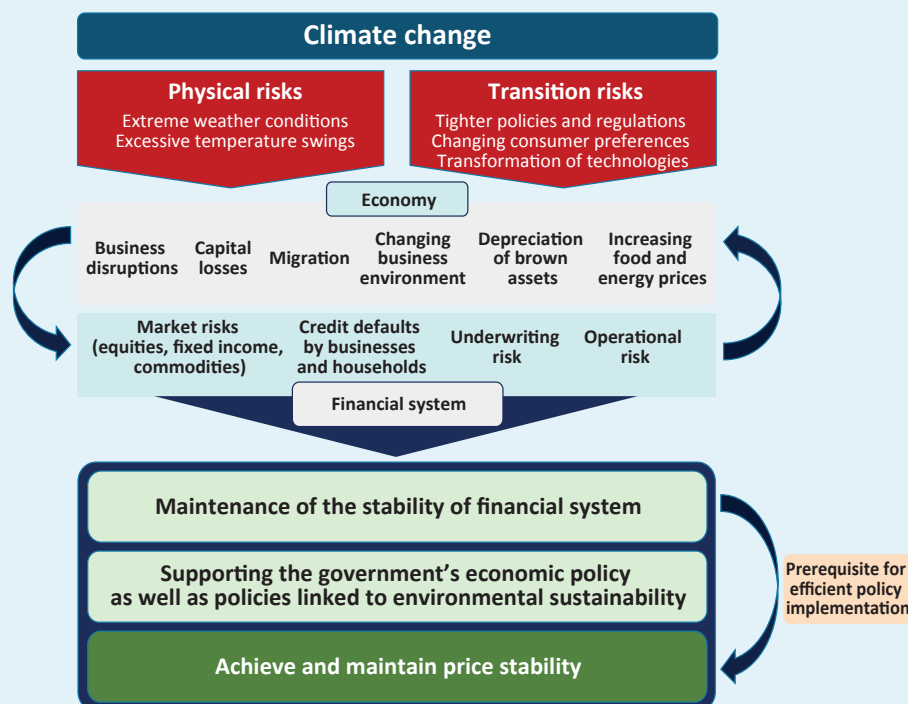 Climate change
Physical risks
Extreme weather conditions
Excessive temperature swings
Transition risks
Tighter policies and regulations
Changing consumer preferences
Transformation of technologies
Economy
Business
disruptions
Capital
losses
Migration
Changing
business
environment
Depreciation
of brown
assets
Increasing
food and
energy prices
Market risks
(equities, fixed income,
commodities)
Credit defaults
by businesses
and households
Underwriting
risk
Operational
risk
Financial system
Maintenance of the stability of financial system
Supporting the government’s economic policy
as well as policies linked to environmental sustainability
Achieve and maintain price stability
Prerequisite for
efficient policy
implementation